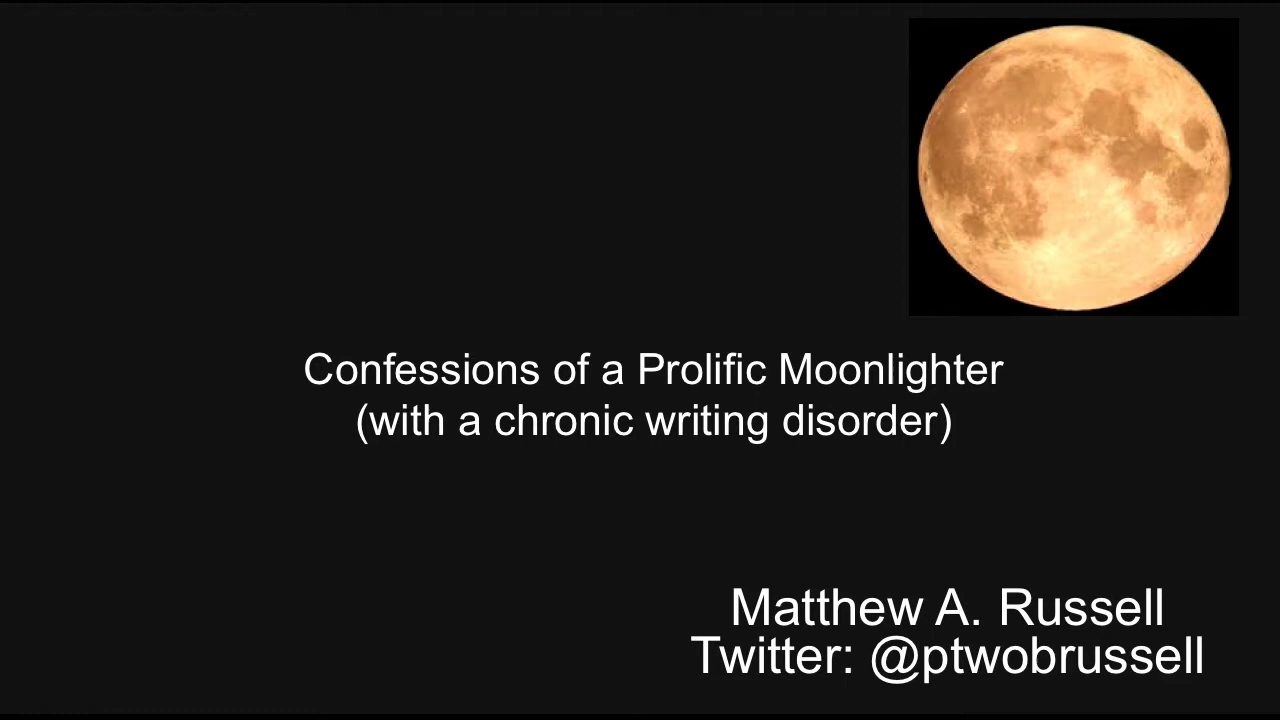 Confessions of a Prolific Moonlighter
(with a chronic writing disorder)
Matthew A. Russell
Twitter: @ptwobrussell